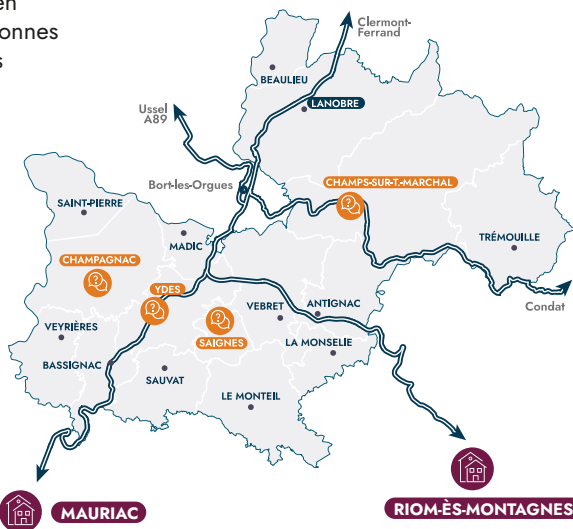 en
onnes
s
Clermont-
Ferrand
BEAULIEU
LANOBRE
Ussel
A89
Bort-les-Orgues
CHAMPS-SUR-T.-MARCHAL
SAINT-PIERRE
MADIC
TRÉMOUILLE
CHAMPAGNAC
YDES
Condat
VEBRET
ANTIGNAC
VEYRIÈRES
SAIGNES
LA MONSELIE
BASSIGNAC
SAUVAT
LE MONTEIL
MAURIAC
RIOM-ÈS-MONTAGNES